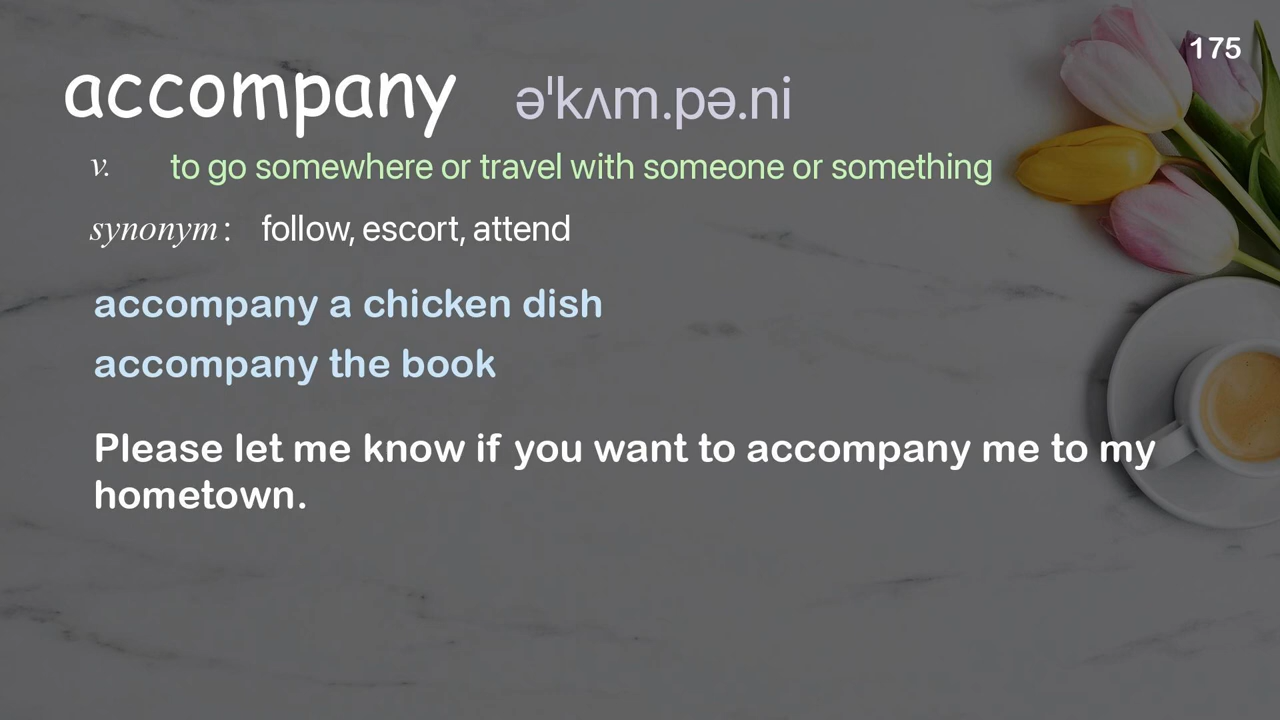 175
accompany əˈkʌm.pə.ni
v. to go somewhere or travel with someone or something
synonym: follow, escort, attend
accompany a chicken dish
accompany the book
Please let me know if you want to accompany me to my
hometown.